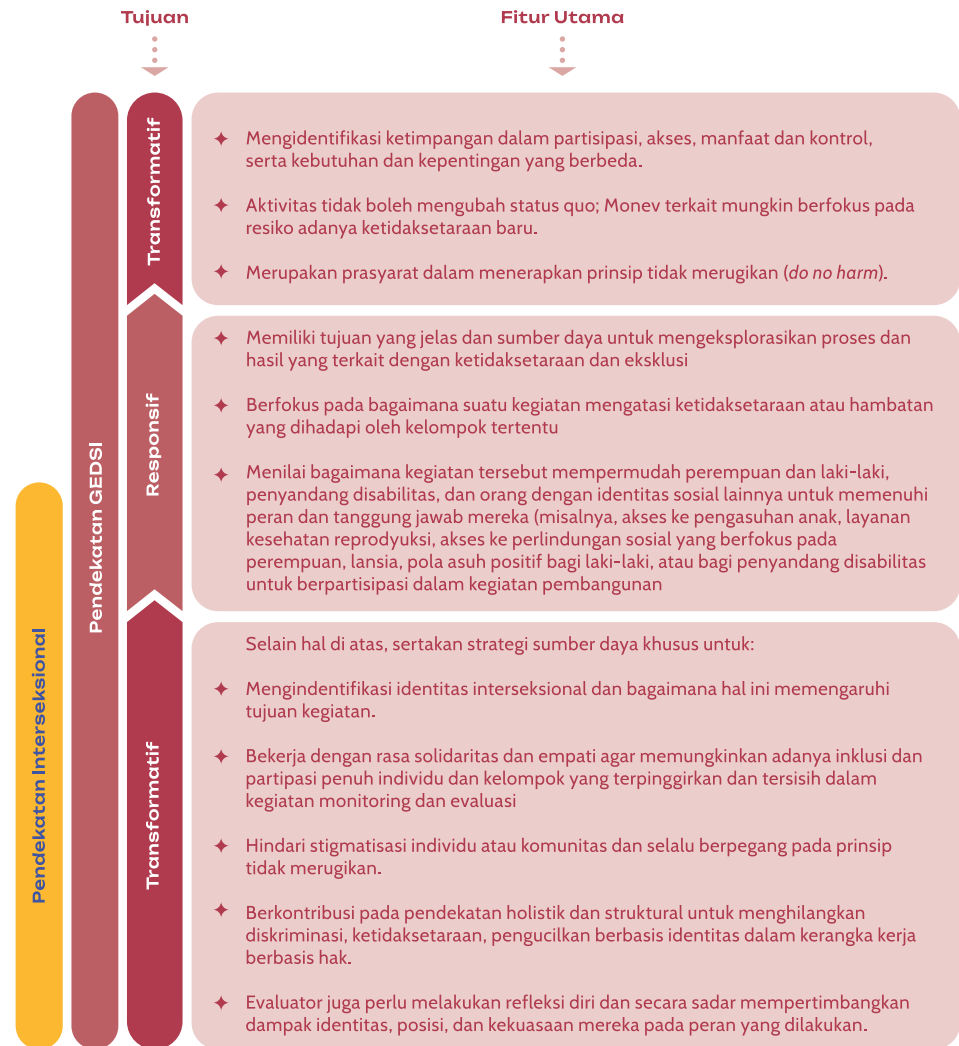 Tujuan
Fitur Utama
Pendekatan Interseksional
Pendekatan GEDSI
Transformatif
Mengidentifikasi ketimpangan dalam partisipasi, akses, manfaat dan kontrol,
serta kebutuhan dan kepentingan yang berbeda.
Aktivitas tidak boleh mengubah status quo; Monev terkait mungkin berfokus pada
resiko adanya ketidaksetaraan baru.
Merupakan prasyarat dalam menerapkan prinsip tidak merugikan (do no harm).
Responsif
Memiliki tujuan yang jelas dan sumber daya untuk mengeksplorasikan proses dan
hasil yang terkait dengan ketidaksetaraan dan eksklusi
Berfokus pada bagaimana suatu kegiatan mengatasi ketidaksetaraan atau hambatan
yang dihadapi oleh kelompok tertentu
Menilai bagaimana kegiatan tersebut mempermudah perempuan dan laki-laki,
penyandang disabilitas, dan orang dengan identitas sosial lainnya untuk memenuhi
peran dan tanggung jawab mereka (misalnya, akses ke pengasuhan anak, layanan
kesehatan reprodyuksi, akses ke perlindungan sosial yang berfokus pada
perempuan, lansia, pola asuh positif bagi laki-laki, atau bagi penyandang disabilitas
untuk berpartisipasi dalam kegiatan pembangunan
Transformatif
Selain hal di atas, sertakan strategi sumber daya khusus untuk:
Mengindentifikasi identitas interseksional dan bagaimana hal ini memengaruhi
tujuan kegiatan.
Bekerja dengan rasa solidaritas dan empati agar memungkinkan adanya inklusi dan
partipasi penuh individu dan kelompok yang terpinggirkan dan tersisih dalam
kegiatan monitoring dan evaluasi
Hindari stigmatisasi individu atau komunitas dan selalu berpegang pada prinsip
tidak merugikan.
Berkontribusi pada pendekatan holistik dan struktural untuk menghilangkan
diskriminasi, ketidaksetaraan, pengucilkan berbasis identitas dalam kerangka kerja
berbasis hak.
Evaluator juga perlu melakukan refleksi diri dan secara sadar mempertimbangkan
dampak identitas, posisi, dan kekuasaan mereka pada peran yang dilakukan.